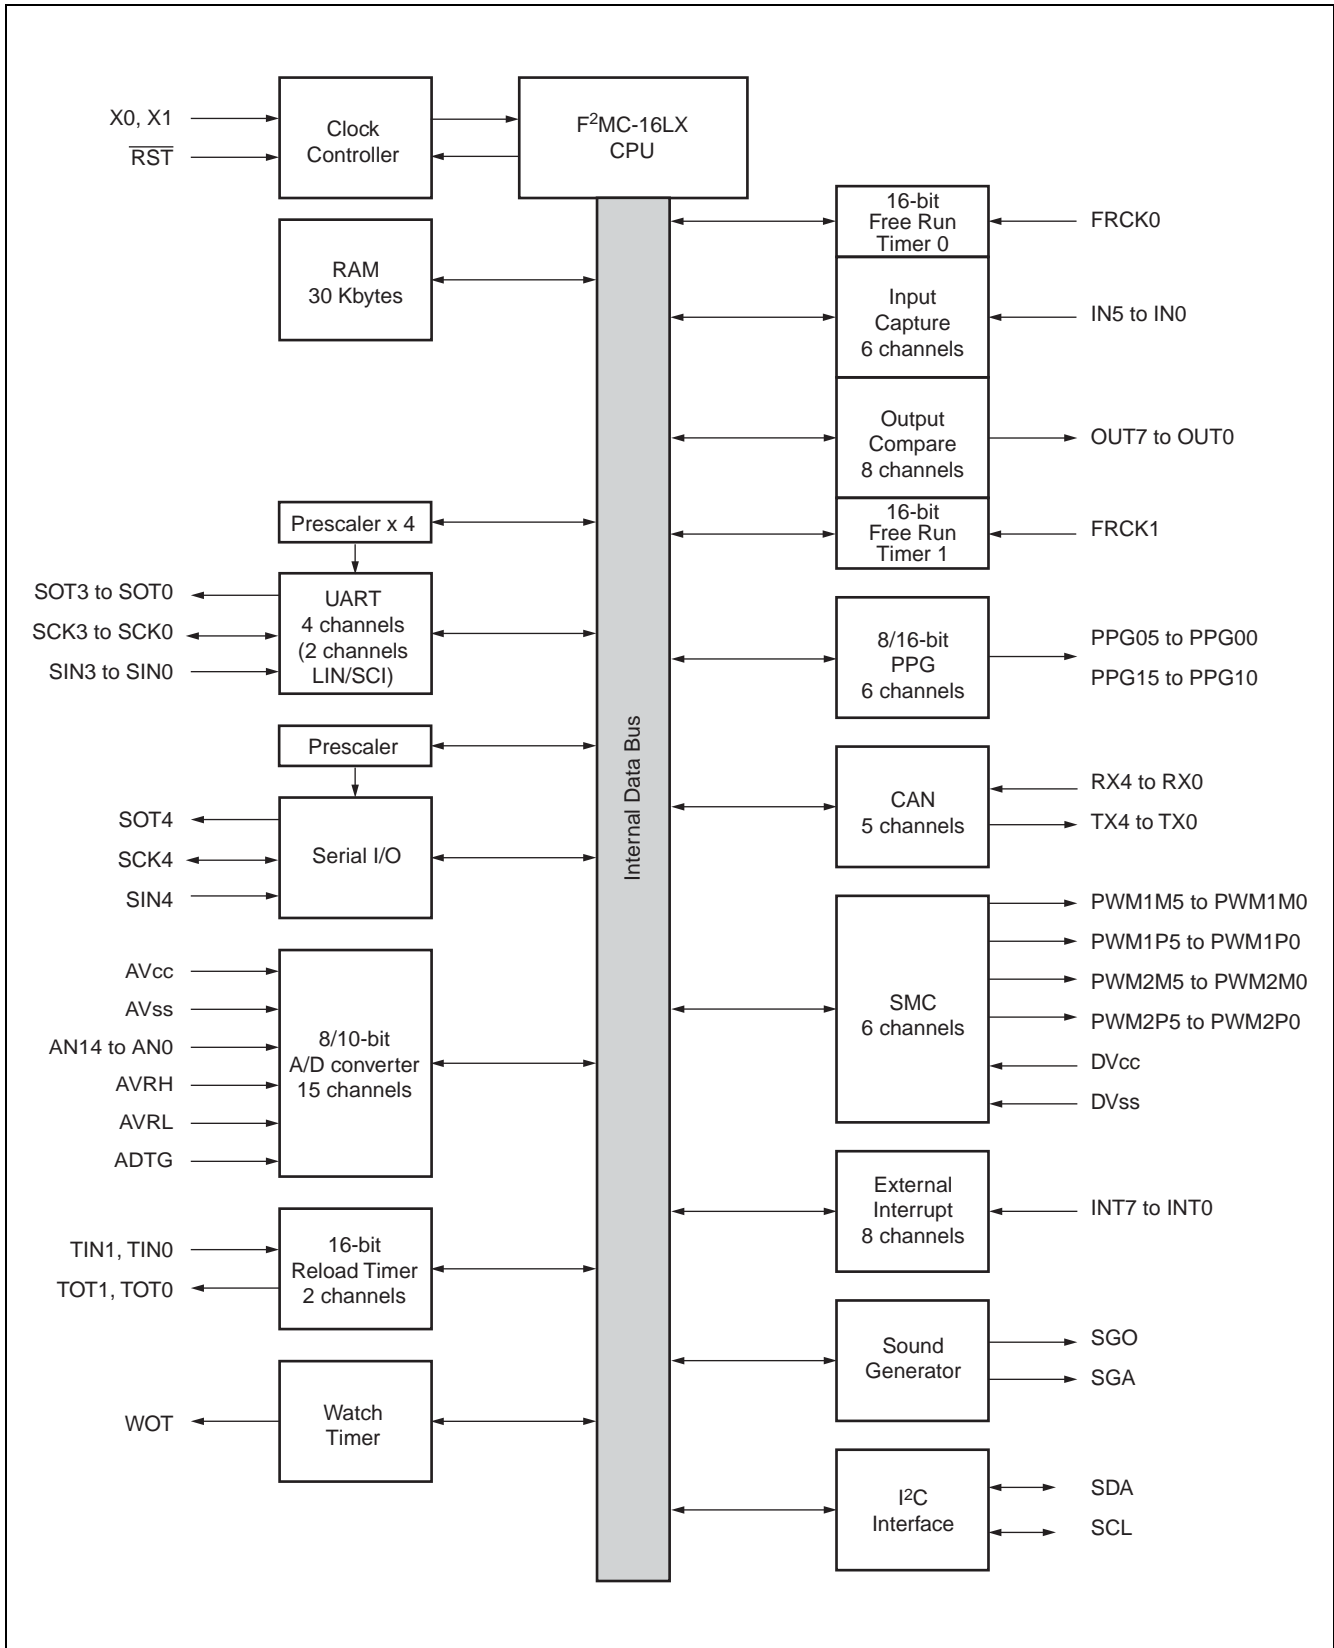 X0, X1
RST
Clock
Controller
F²MC-16LX
CPU
RAM
30 Kbytes
Prescaler x 4
SOT3 to SOT0
SCK3 to SCK0
SIN3 to SIN0
UART
4 channels
(2 channels
LIN/SCI)
Prescaler
SOT4
SCK4
SIN4
Serial I/O
AVcc
AVss
AN14 to AN0
AVRH
AVRL
ADTG
8/10-bit
A/D converter
15 channels
TIN1, TIN0
TOT1, TOT0
16-bit
Reload Timer
2 channels
WOT
Watch
Timer
Internal Data Bus
16-bit
Free Run
Timer 0
FRCK0
Input
Capture
6 channels
IN5 to IN0
Output
Compare
8 channels
OUT7 to OUT0
16-bit
Free Run
Timer 1
FRCK1
8/16-bit
PPG
6 channels
PPG05 to PPG00
PPG15 to PPG10
CAN
5 channels
RX4 to RX0
TX4 to TX0
SMC
6 channels
PWM1M5 to PWM1M0
PWM1P5 to PWM1P0
PWM2M5 to PWM2M0
PWM2P5 to PWM2P0
DVcc
DVss
External
Interrupt
8 channels
INT7 to INT0
Sound
Generator
SGO
SGA
I²C
Interface
SDA
SCL